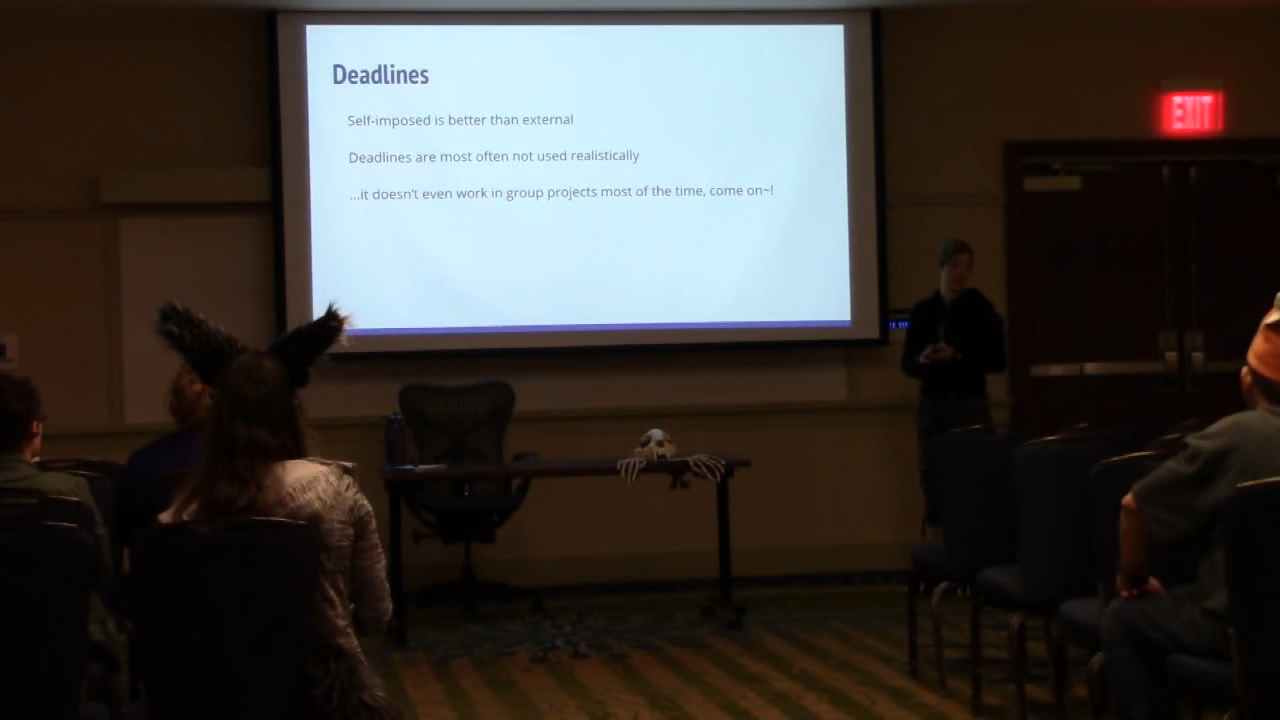 Deadlines
Self-imposed is better than external
Deadlines are most often not used realistically
...it doesn't even work in group projects most of the time, come on~!
EXIT